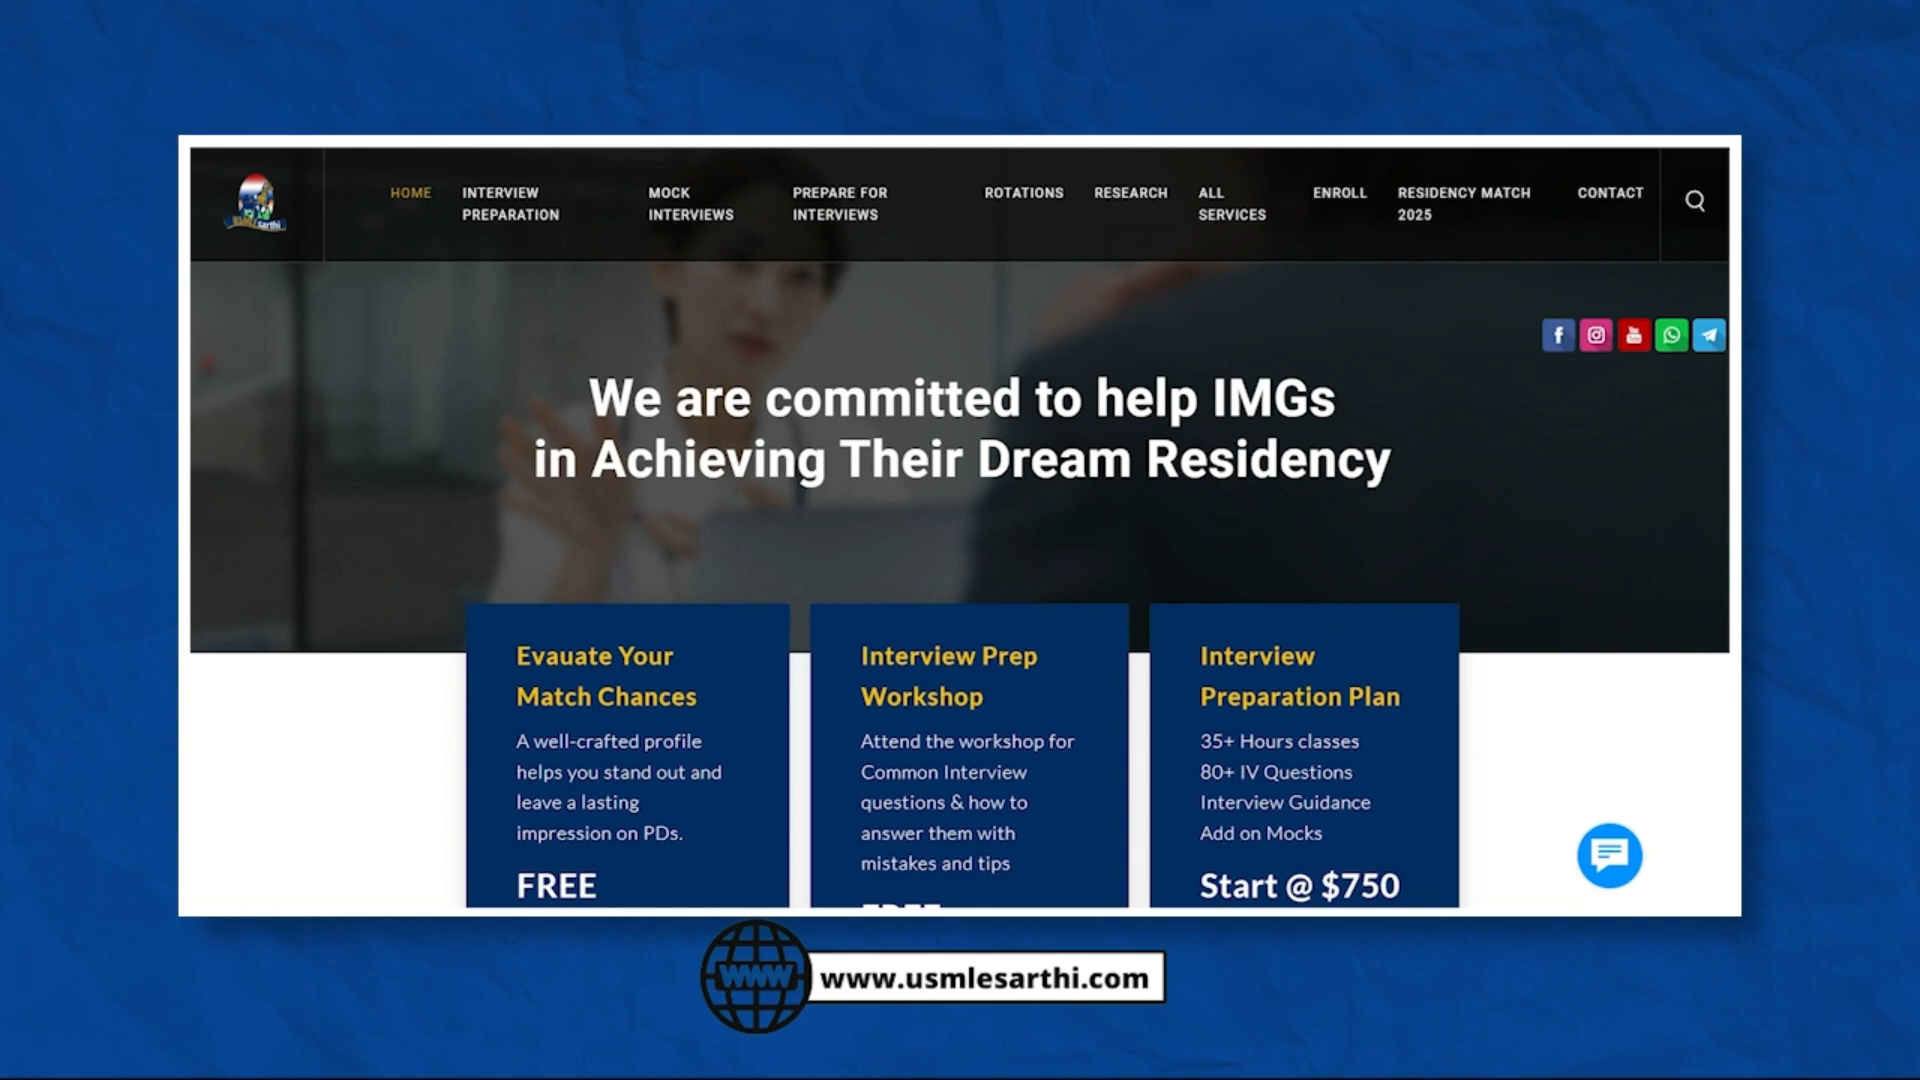 HOME
INTERVIEW
PREPARATION
MOCK
INTERVIEWS
PREPARE FOR
INTERVIEWS
ROTATIONS
RESEARCH
ALL
SERVICES
ENROLL
RESIDENCY MATCH
2025
CONTACT
We are committed to help IMGs
in Achieving Their Dream Residency
Evauate Your
Match Chances
A well-crafted profile
helps you stand out and
leave a lasting
impression on PDs.
FREE
Interview Prep
Workshop
Attend the workshop for
Common Interview
questions & how to
answer them with
mistakes and tips
Interview
Preparation Plan
35+ Hours classes
80+ IV Questions
Interview Guidance
Add on Mocks
Start @ $750
WWW
www.usmlesarthi.com